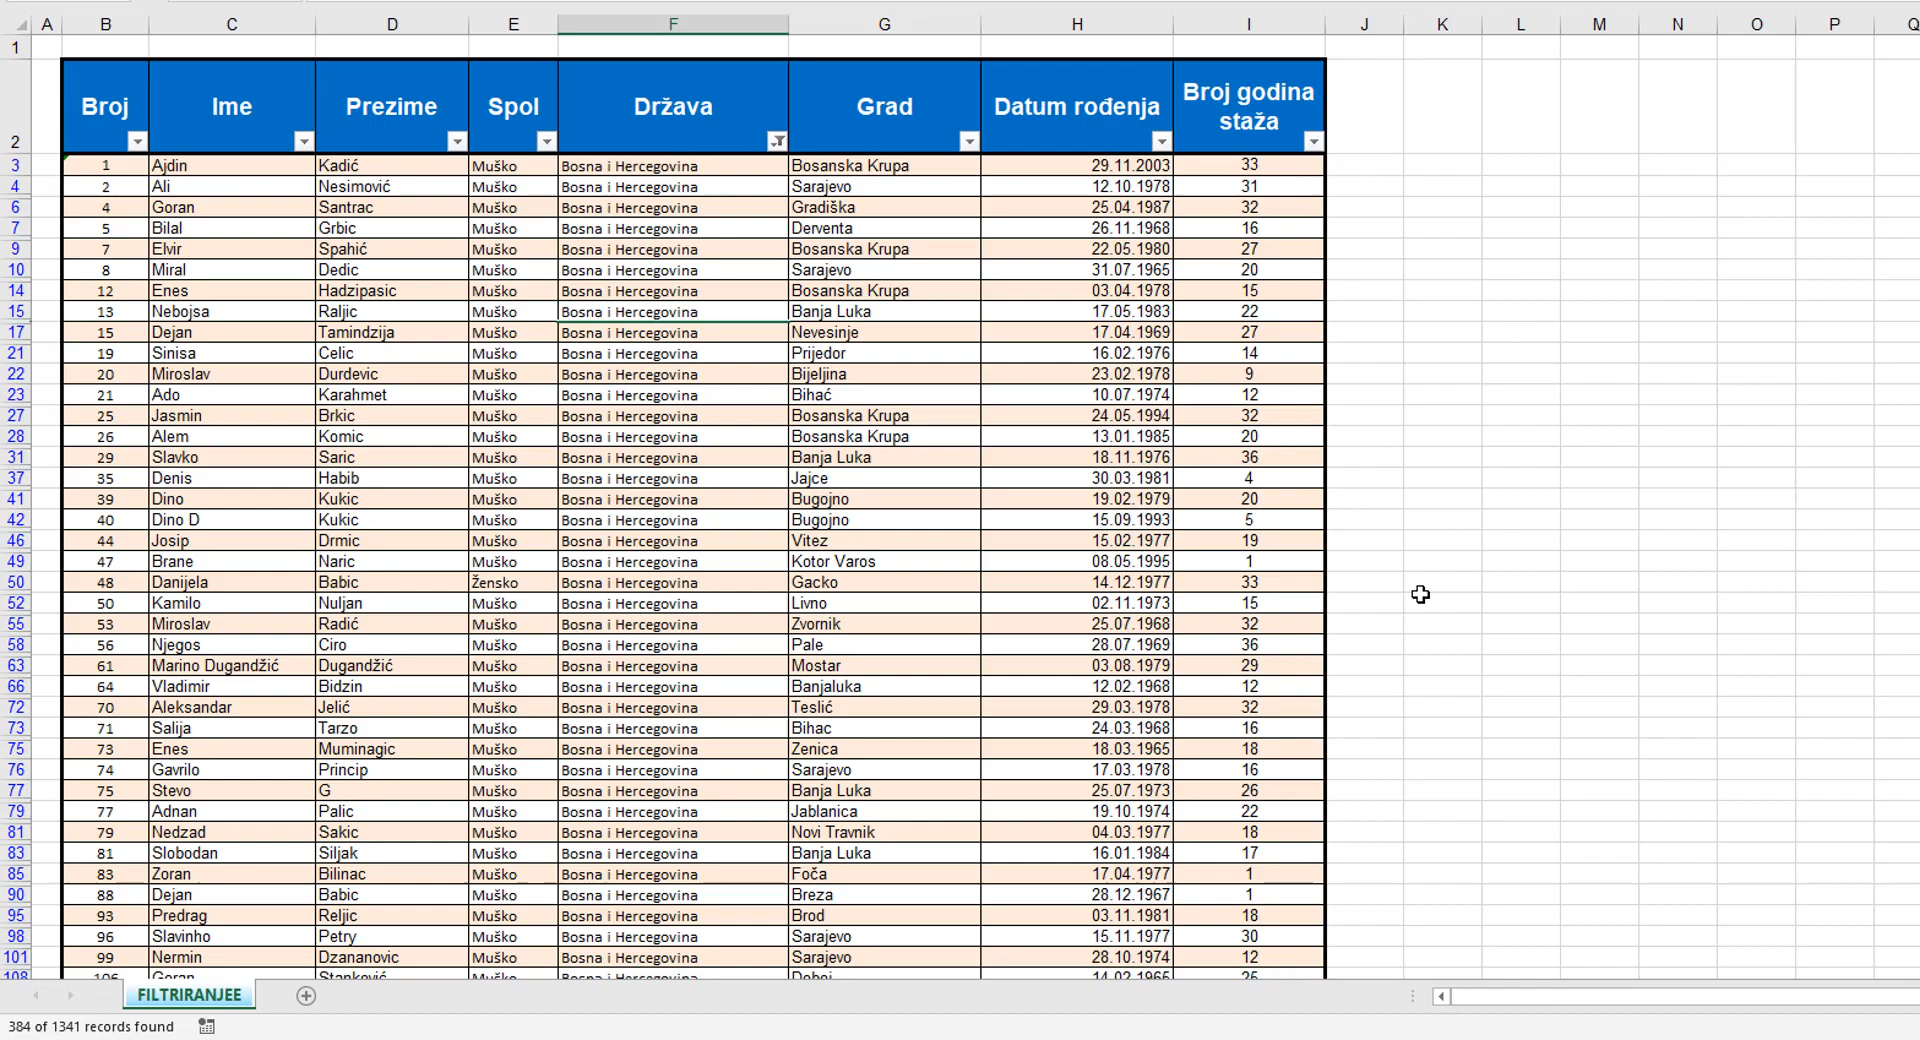 A B C D E F G H I J K L M N O P Q
1
2 Broj Ime Prezime Spol Država Grad Datum rođenja Broj godina staža
3 1 Ajdin Kadić Muško Bosna i Hercegovina Bosanska Krupa 29.11.2003 33
4 2 Ali Nesimović Muško Bosna i Hercegovina Sarajevo 12.10.1978 31
6 4 Goran Santrac Muško Bosna i Hercegovina Gradiška 25.04.1987 32
7 5 Bilal Grbic Muško Bosna i Hercegovina Derventa 26.11.1968 16
9 7 Elvir Spahić Muško Bosna i Hercegovina Bosanska Krupa 22.05.1980 27
10 8 Miral Dedic Muško Bosna i Hercegovina Sarajevo 31.07.1965 20
14 12 Enes Hadzipasic Muško Bosna i Hercegovina Bosanska Krupa 03.04.1978 15
15 13 Nebojsa Raljic Muško Bosna i Hercegovina Banja Luka 17.05.1983 22
17 15 Dejan Tamindzija Muško Bosna i Hercegovina Nevesinje 17.04.1969 27
21 19 Sinisa Celic Muško Bosna i Hercegovina Prijedor 16.02.1976 14
22 20 Miroslav Durdevic Muško Bosna i Hercegovina Bijeljina 23.02.1978 9
23 21 Ado Karahmet Muško Bosna i Hercegovina Bihać 10.07.1974 12
27 25 Jasmin Brkic Muško Bosna i Hercegovina Bosanska Krupa 24.05.1994 32
28 26 Alem Komic Muško Bosna i Hercegovina Bosanska Krupa 13.01.1985 20
31 29 Slavko Saric Muško Bosna i Hercegovina Banja Luka 18.11.1976 36
37 35 Denis Habib Muško Bosna i Hercegovina Jajce 30.03.1981 4
41 39 Dino Kukic Muško Bosna i Hercegovina Bugojno 19.02.1979 20
42 40 Dino D Kukic Muško Bosna i Hercegovina Bugojno 15.09.1993 5
46 44 Josip Drmic Muško Bosna i Hercegovina Vitez 15.02.1977 19
49 47 Brane Naric Muško Bosna i Hercegovina Kotor Varos 08.05.1995 1
50 48 Danijela Babic Žensko Bosna i Hercegovina Gacko 14.12.1977 33
52 50 Kamilo Nuljan Muško Bosna i Hercegovina Livno 02.11.1973 15
55 53 Miroslav Radić Muško Bosna i Hercegovina Zvornik 25.07.1968 32
58 56 Njegos Ciro Muško Bosna i Hercegovina Pale 28.07.1969 36
63 61 Marino Dugandžić Dugandžić Muško Bosna i Hercegovina Mostar 03.08.1979 29
66 64 Vladimir Bidzin Muško Bosna i Hercegovina Banjaluka 12.02.1968 12
72 70 Aleksandar Jelić Muško Bosna i Hercegovina Teslić 29.03.1978 32
73 71 Salija Tarzo Muško Bosna i Hercegovina Bihac 24.03.1968 16
75 73 Enes Muminagic Muško Bosna i Hercegovina Zenica 18.03.1965 18
76 74 Gavrilo Princip Muško Bosna i Hercegovina Sarajevo 17.03.1978 16
77 75 Stevo G Muško Bosna i Hercegovina Banja Luka 25.07.1973 26
79 77 Adnan Palic Muško Bosna i Hercegovina Jablanica 19.10.1974 22
81 79 Nedzad Sakic Muško Bosna i Hercegovina Novi Travnik 04.03.1977 18
83 81 Slobodan Siljak Muško Bosna i Hercegovina Banja Luka 16.01.1984 17
85 83 Zoran Bilinac Muško Bosna i Hercegovina Foča 17.04.1977 1
90 88 Dejan Babic Muško Bosna i Hercegovina Breza 28.12.1967 1
95 93 Predrag Reljic Muško Bosna i Hercegovina Brod 03.11.1981 18
98 96 Slavinho Petry Muško Bosna i Hercegovina Sarajevo 15.11.1977 30
101 99 Nermin Dzananovic Muško Bosna i Hercegovina Sarajevo 28.10.1974 12
108 106 Goran Stanković Muško Bosna i Hercegovina Doboj
FILTRIRANJEE
384 of 1341 records found